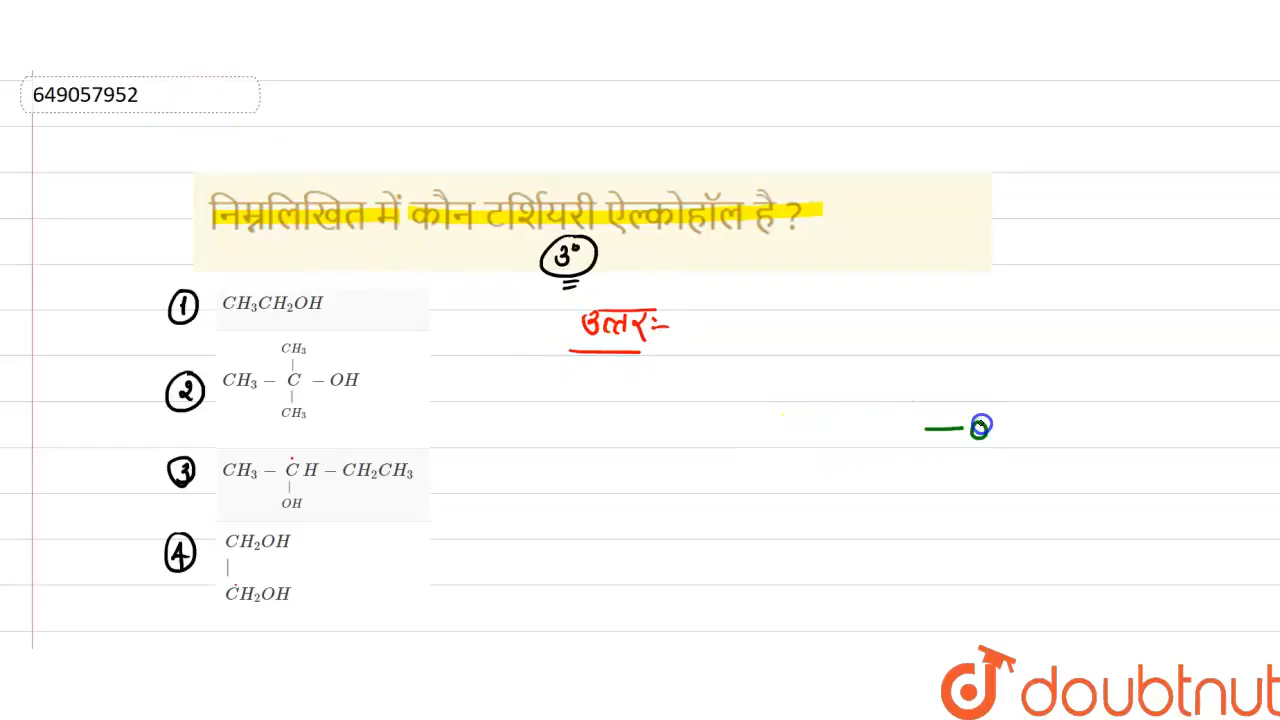 649057952
निम्नलिखित में कौन टर्शियरी ऐल्कोहॉल है ?
3°
उत्तर:-
1 CH₃CH₂OH
CH₃
|
2 CH₃ − C − OH
|
CH₃
3 CH₃ − CH − CH₂CH₃
|
OH
4 CH₂OH
|
CH₂OH
doubtnut